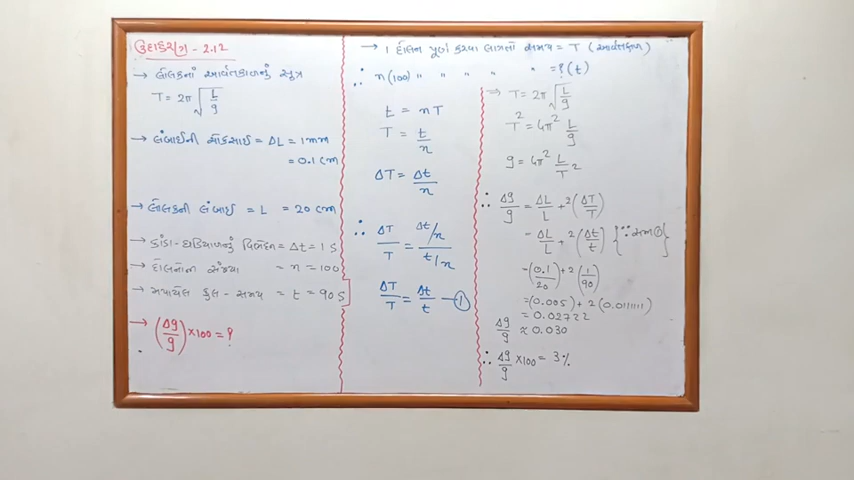 ઉદાહરણ - 2.12
→ લોલકનાં આવર્તકાળનું સૂત્ર
T = 2π √(L/g)
→ લંબાઈની ચોકસાઈ = ΔL = 1mm
= 0.1 cm
→ લોલકની લંબાઈ = L = 20 cm
→ કાંડા-ઘડિયાળનું વિભેદન = Δt = 1 s
→ દોલનોની સંખ્યા = n = 100
→ મપાયેલ કુલ-સમય = t = 90 s
→ (Δg/g) × 100 = ?
→ 1 દોલન પૂર્ણ કરવા લાગતો સમય = T (આવર્તકાળ)
∴ n (100) " " " " " = ? (t)
t = nT
T = t/n
ΔT = Δt/n
∴ ΔT/T = (Δt/n)/(t/n)
ΔT/T = Δt/t —①
⇒ T = 2π √(L/g)
T² = 4π² L/g
g = 4π² L/T²
∴ Δg/g = ΔL/L + 2(ΔT/T)
= ΔL/L + 2(Δt/t) {∵ સમી①}
= (0.1/20) + 2(1/90)
= (0.005) + 2(0.011111)
= 0.02722
Δg/g ≈ 0.030
∴ Δg/g × 100 = 3%